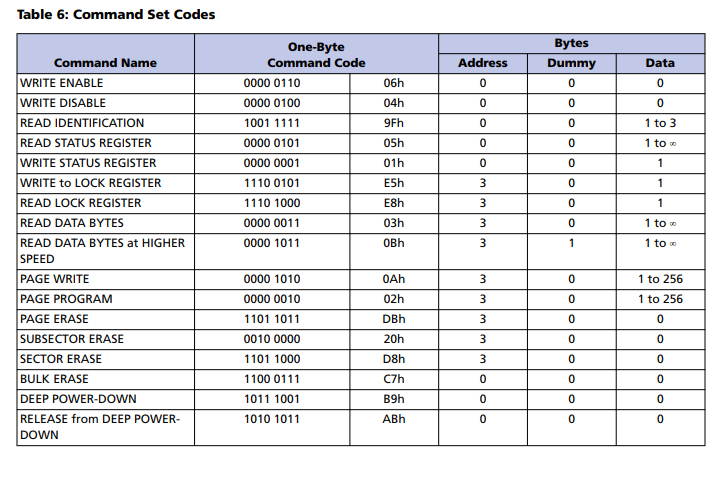 Table 6: Command Set Codes
Command Name One-Byte Command Code Bytes
Address Dummy Data
WRITE ENABLE 0000 0110 06h 0 0 0
WRITE DISABLE 0000 0100 04h 0 0 0
READ IDENTIFICATION 1001 1111 9Fh 0 0 1 to 3
READ STATUS REGISTER 0000 0101 05h 0 0 1 to ∞
WRITE STATUS REGISTER 0000 0001 01h 0 0 1
WRITE to LOCK REGISTER 1110 0101 E5h 3 0 1
READ LOCK REGISTER 1110 1000 E8h 3 0 1
READ DATA BYTES 0000 0011 03h 3 0 1 to ∞
READ DATA BYTES at HIGHER 0000 1011 0Bh 3 1 1 to ∞
SPEED
PAGE WRITE 0000 1010 0Ah 3 0 1 to 256
PAGE PROGRAM 0000 0010 02h 3 0 1 to 256
PAGE ERASE 1101 1011 DBh 3 0 0
SUBSECTOR ERASE 0010 0000 20h 3 0 0
SECTOR ERASE 1101 1000 D8h 3 0 0
BULK ERASE 1100 0111 C7h 0 0 0
DEEP POWER-DOWN 1011 1001 B9h 0 0 0
RELEASE from DEEP POWER- 1010 1011 ABh 0 0 0
DOWN